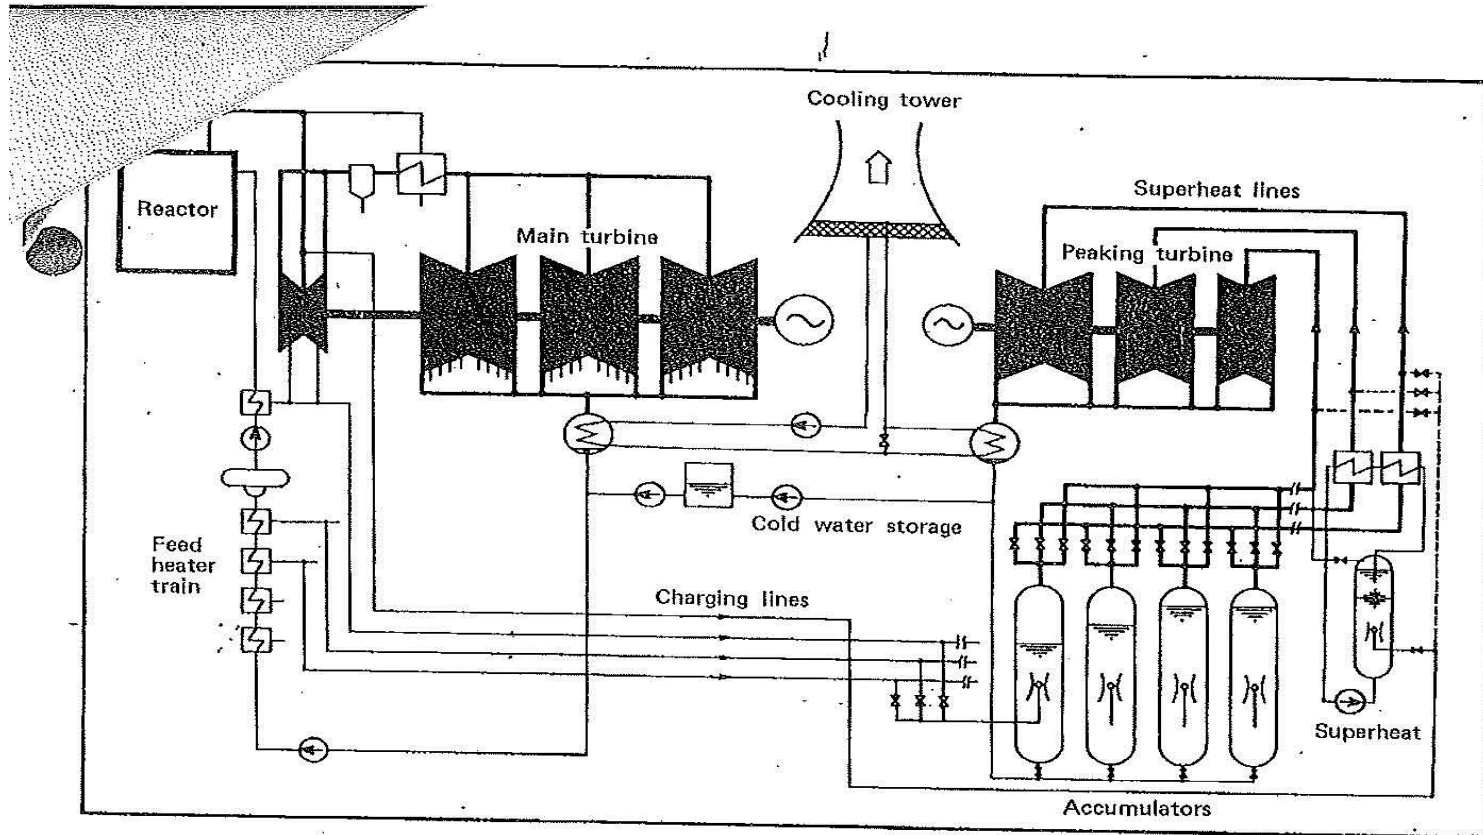 Cooling tower
Superheat lines
Reactor
Main turbine
Peaking turbine
Cold water storage
Feed
heater
train
Charging lines
Superheat
Accumulators